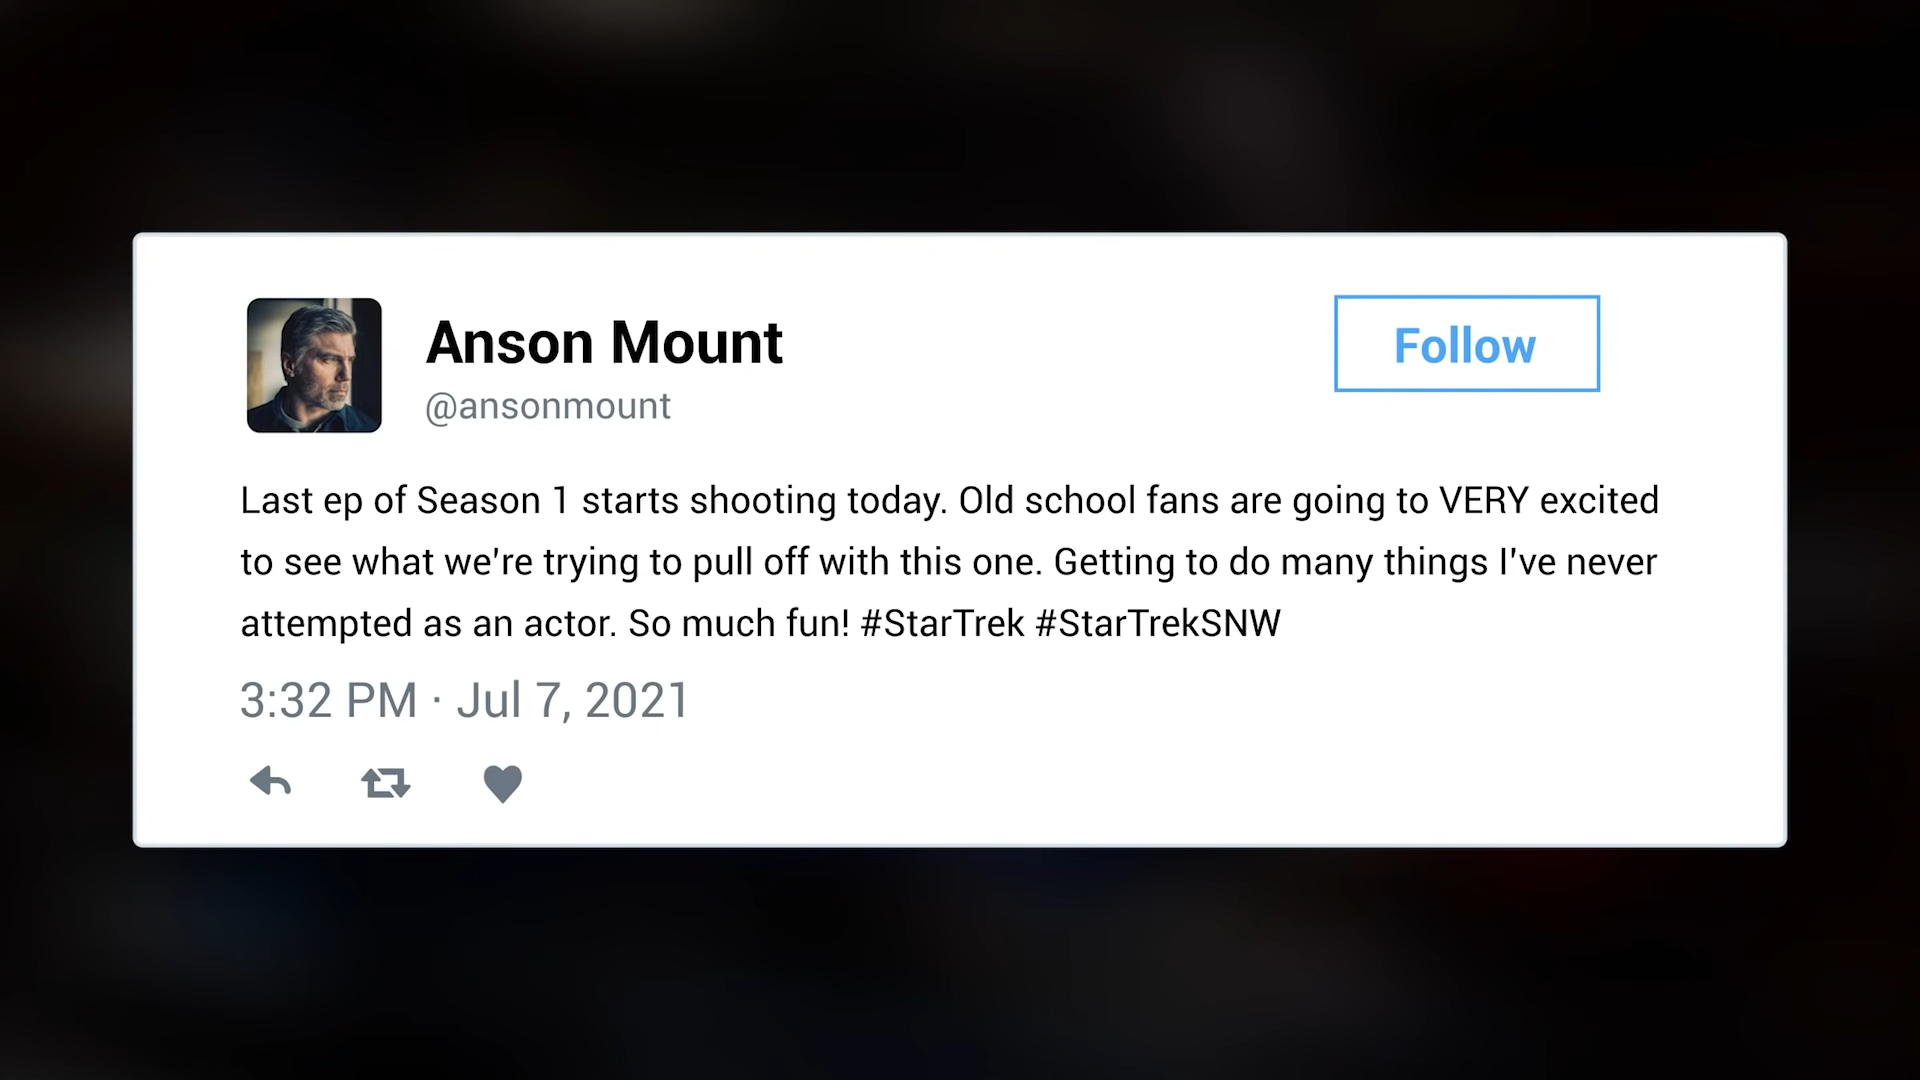 Anson Mount
Follow
@ansonmount
Last ep of Season 1 starts shooting today. Old school fans are going to VERY excited
to see what we're trying to pull off with this one. Getting to do many things I've never
attempted as an actor. So much fun! #StarTrek #StarTrekSNW
3:32 PM · Jul 7, 2021